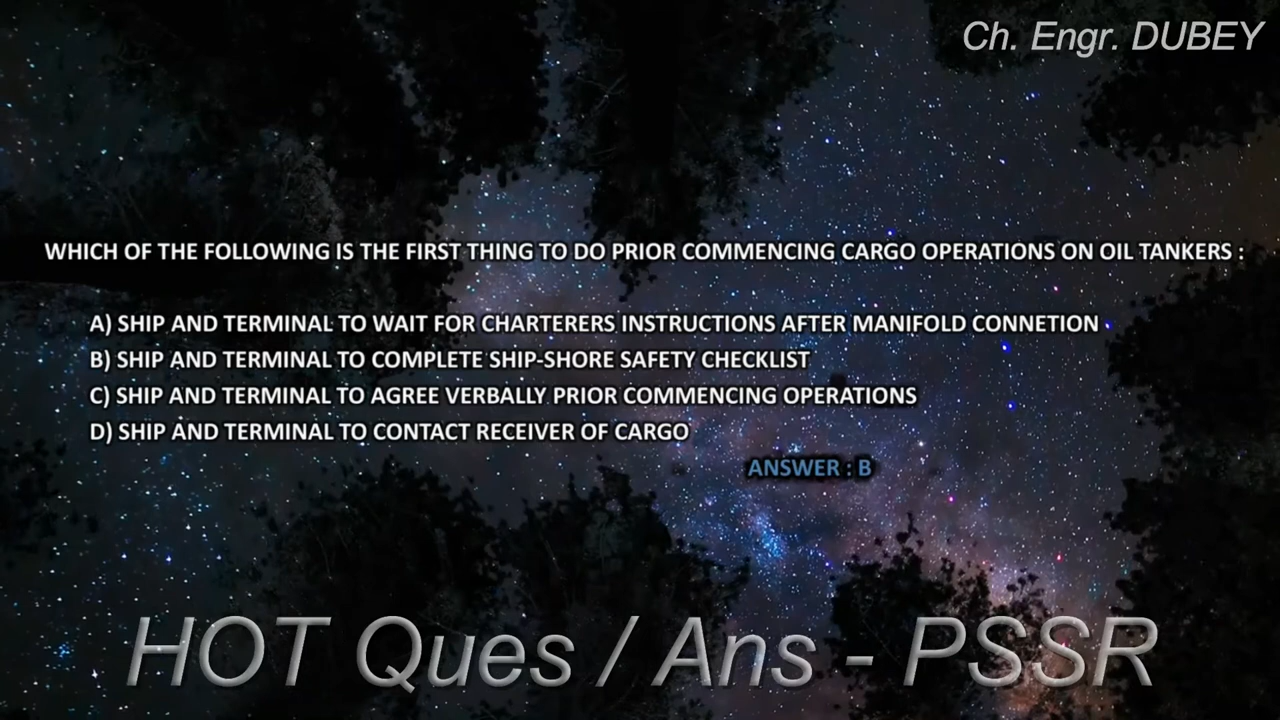 Ch. Engr. DUBEY
WHICH OF THE FOLLOWING IS THE FIRST THING TO DO PRIOR COMMENCING CARGO OPERATIONS ON OIL TANKERS :
A) SHIP AND TERMINAL TO WAIT FOR CHARTERERS INSTRUCTIONS AFTER MANIFOLD CONNETION
B) SHIP AND TERMINAL TO COMPLETE SHIP-SHORE SAFETY CHECKLIST
C) SHIP AND TERMINAL TO AGREE VERBALLY PRIOR COMMENCING OPERATIONS
D) SHIP AND TERMINAL TO CONTACT RECEIVER OF CARGO
ANSWER : B
HOT Ques / Ans - PSSR